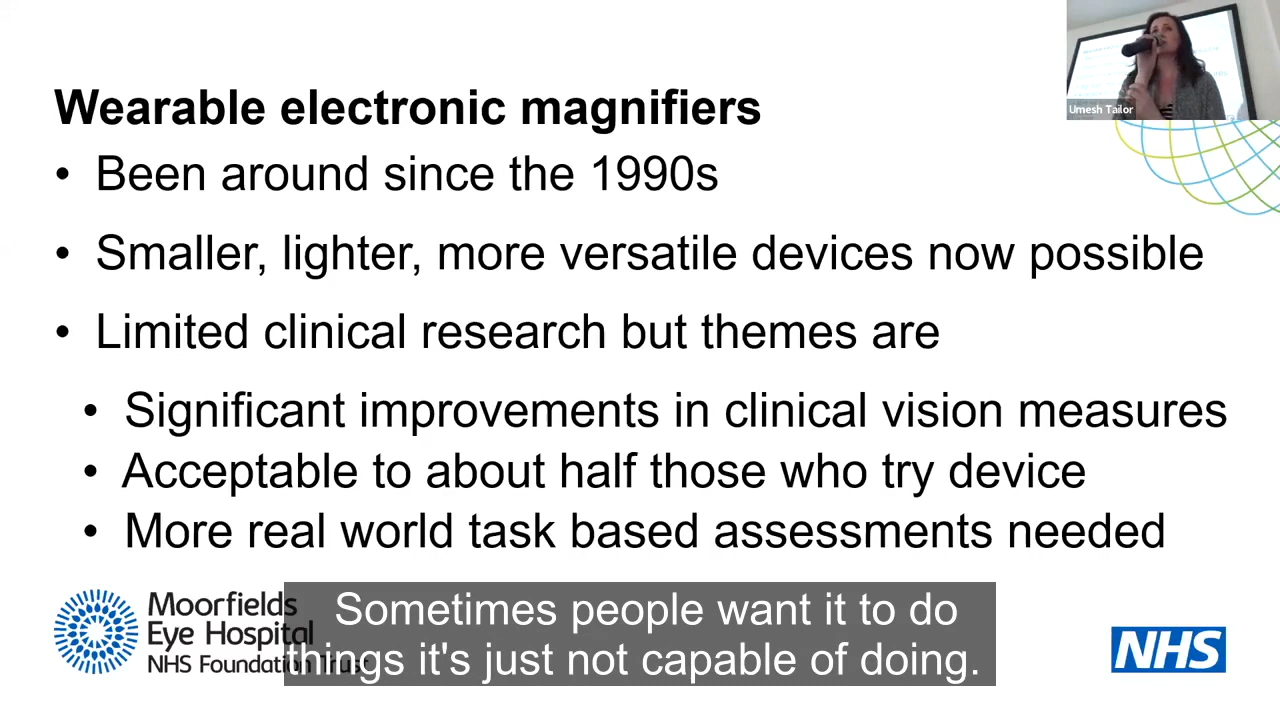 Umesh Tailor
Wearable electronic magnifiers
• Been around since the 1990s
• Smaller, lighter, more versatile devices now possible
• Limited clinical research but themes are
• Significant improvements in clinical vision measures
• Acceptable to about half those who try device
• More real world task based assessments needed
Moorfields
Eye Hospital
NHS Foundation Trust
Sometimes people want it to do
things it's just not capable of doing.
NHS